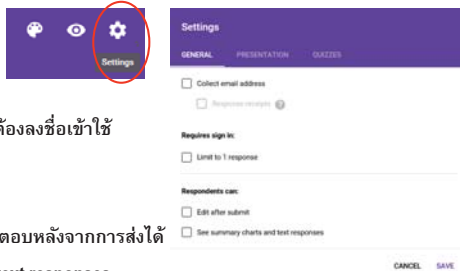 Settings
Settings
GENERAL PRESENTATION QUIZZES
Collect email address
Response receipts
Requires sign in:
Limit to 1 response
Respondents can:
Edit after submit
See summary charts and text responses
CANCEL SAVE
ต้องลงชื่อเข้าใช้
ตอบหลังจากการส่งได้